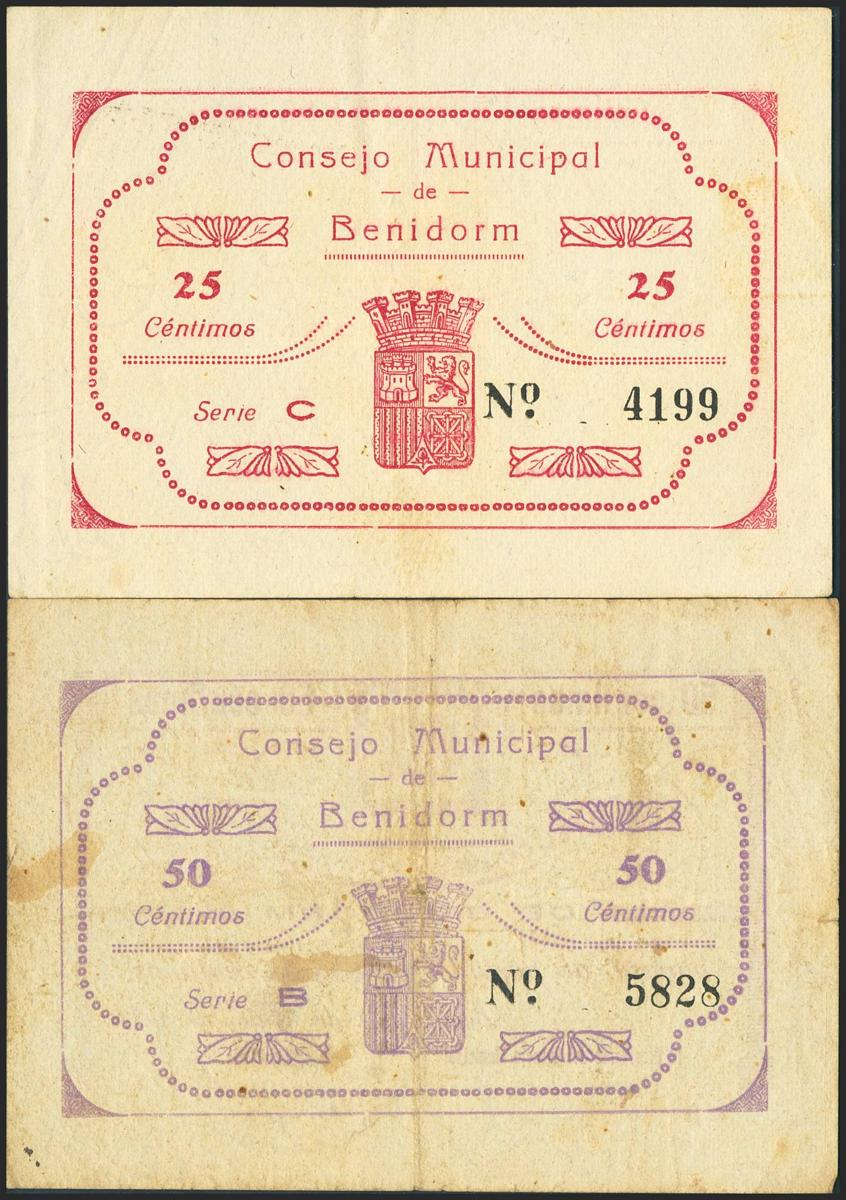 Consejo Municipal
— de —
Benidorm
25 25
Céntimos Céntimos
Serie C Nº 4199
Consejo Municipal
— de —
Benidorm
50 50
Céntimos Céntimos
Serie B Nº 5828